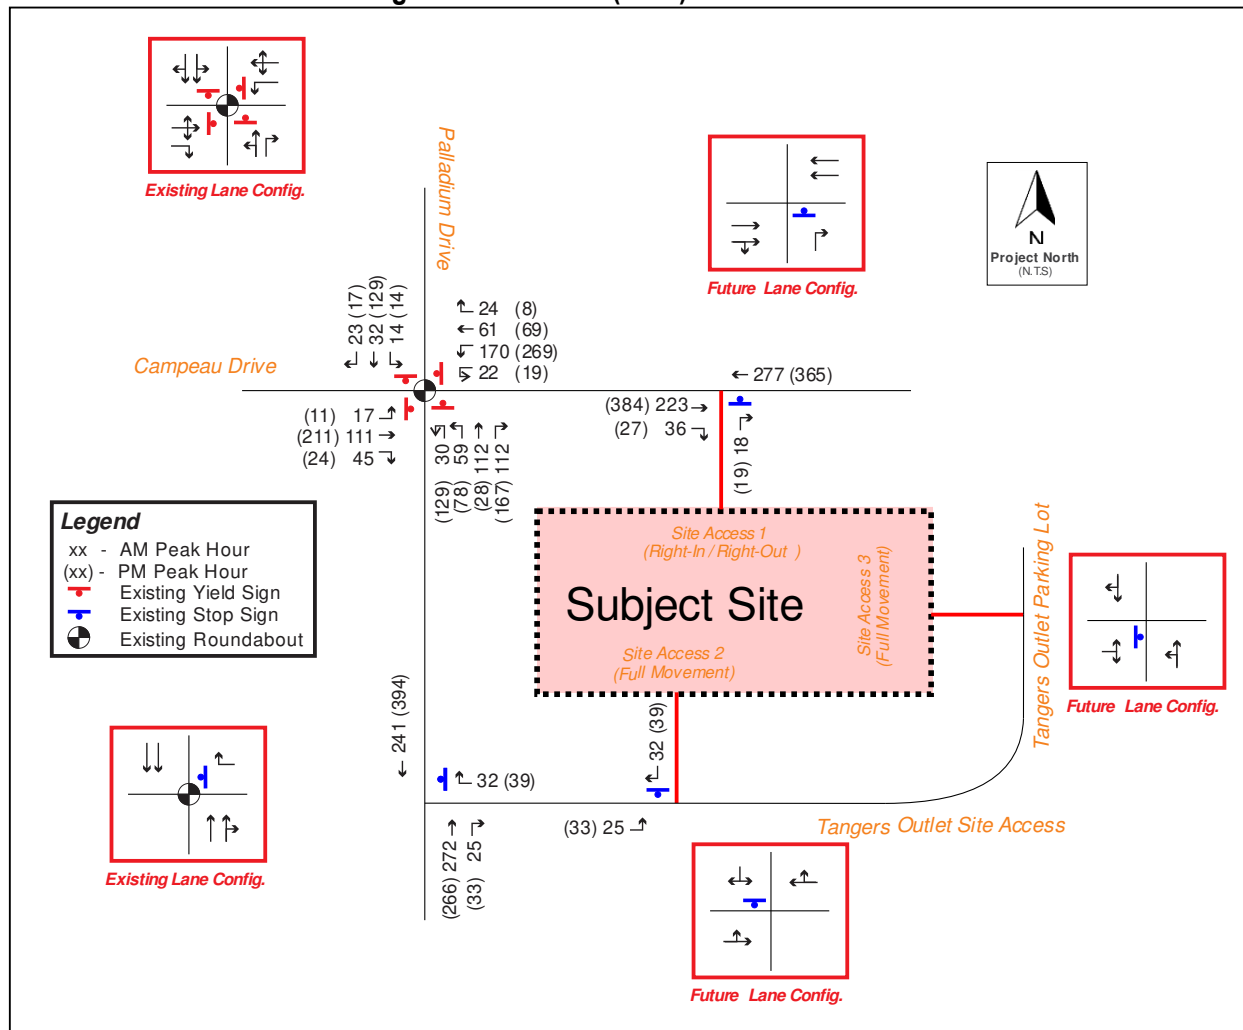 Existing Lane Config.
Palladium Drive
Future Lane Config.
N
Project North
(N.T.S)
23 (17)
32 (129)
14 (14)
24 (8)
61 (69)
170 (269)
22 (19)
Campeau Drive
277 (365)
(11) 17
(211) 111
(24) 45
(129) 30
(78) 59
(28) 112
(167) 112
(384) 223
(27) 36
(19) 18
Legend
xx - AM Peak Hour
(xx) - PM Peak Hour
Existing Yield Sign
Existing Stop Sign
Existing Roundabout
Site Access 1
(Right-In / Right-Out )
Subject Site
Site Access 3
(Full Movement)
Site Access 2
(Full Movement)
Tangers Outlet Parking Lot
Future Lane Config.
241 (394)
32 (39)
32 (39)
(33) 25
(266) 272
(33) 25
Tangers Outlet Site Access
Existing Lane Config.
Future Lane Config.